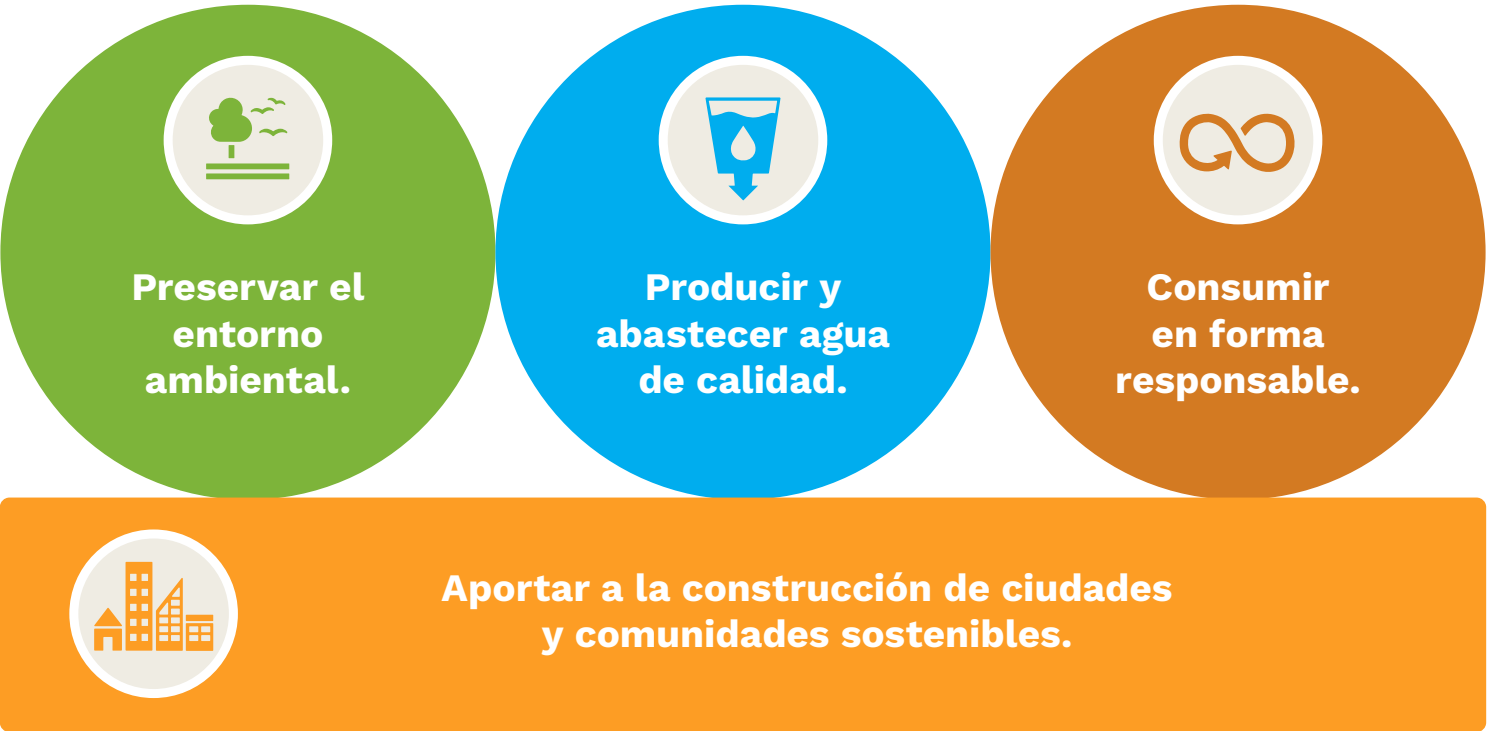 Preservar el
entorno
ambiental.
Producir y
abastecer agua
de calidad.
Consumir
en forma
responsable.
Aportar a la construcción de ciudades
y comunidades sostenibles.